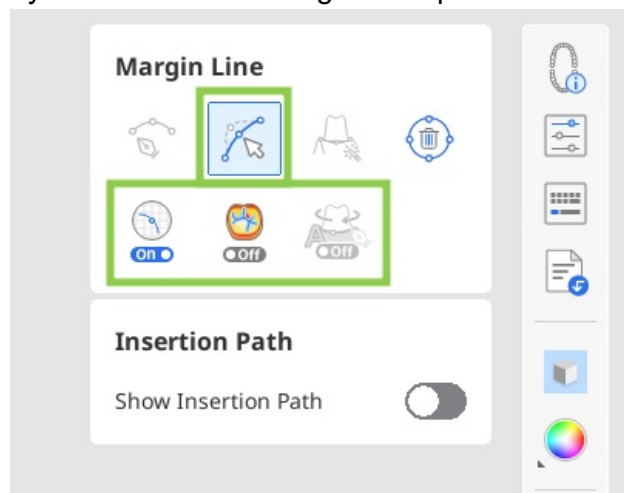 Margin Line
On
Off
A
Off
Insertion Path
Show Insertion Path